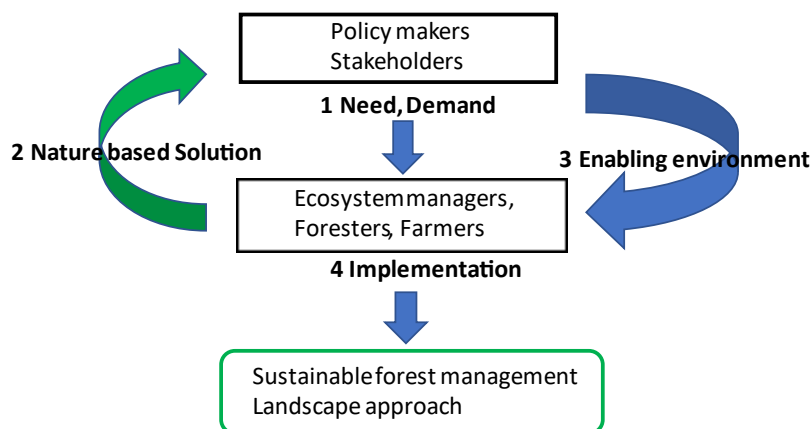 Policy makers
Stakeholders
1 Need, Demand
2 Nature based Solution
3 Enabling environment
Ecosystem managers,
Foresters, Farmers
4 Implementation
Sustainable forest management
Landscape approach